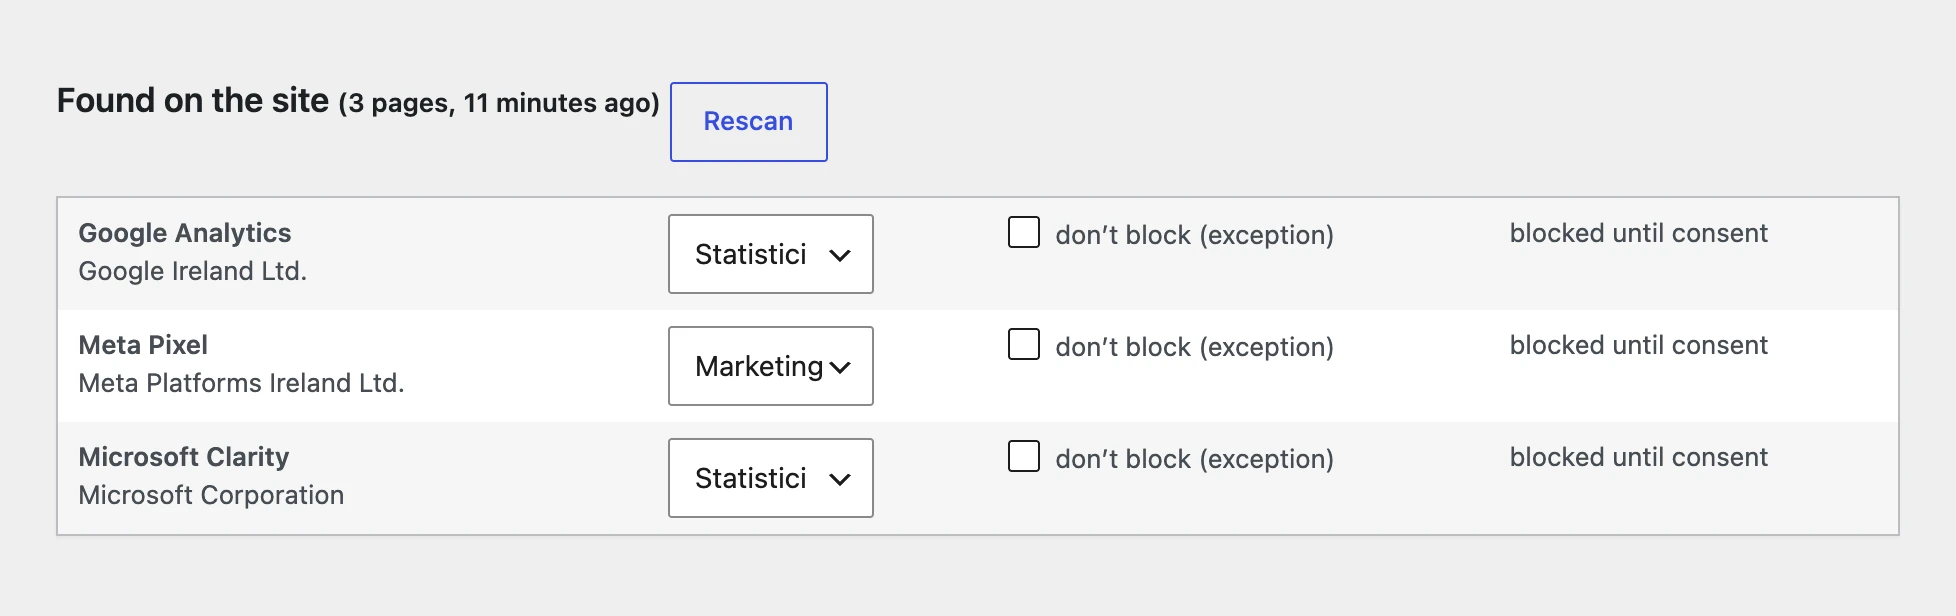 Found on the site (3 pages, 11 minutes ago) Rescan
Google Analytics Statistici don’t block (exception) blocked until consent
Google Ireland Ltd.
Meta Pixel Marketing don’t block (exception) blocked until consent
Meta Platforms Ireland Ltd.
Microsoft Clarity Statistici don’t block (exception) blocked until consent
Microsoft Corporation